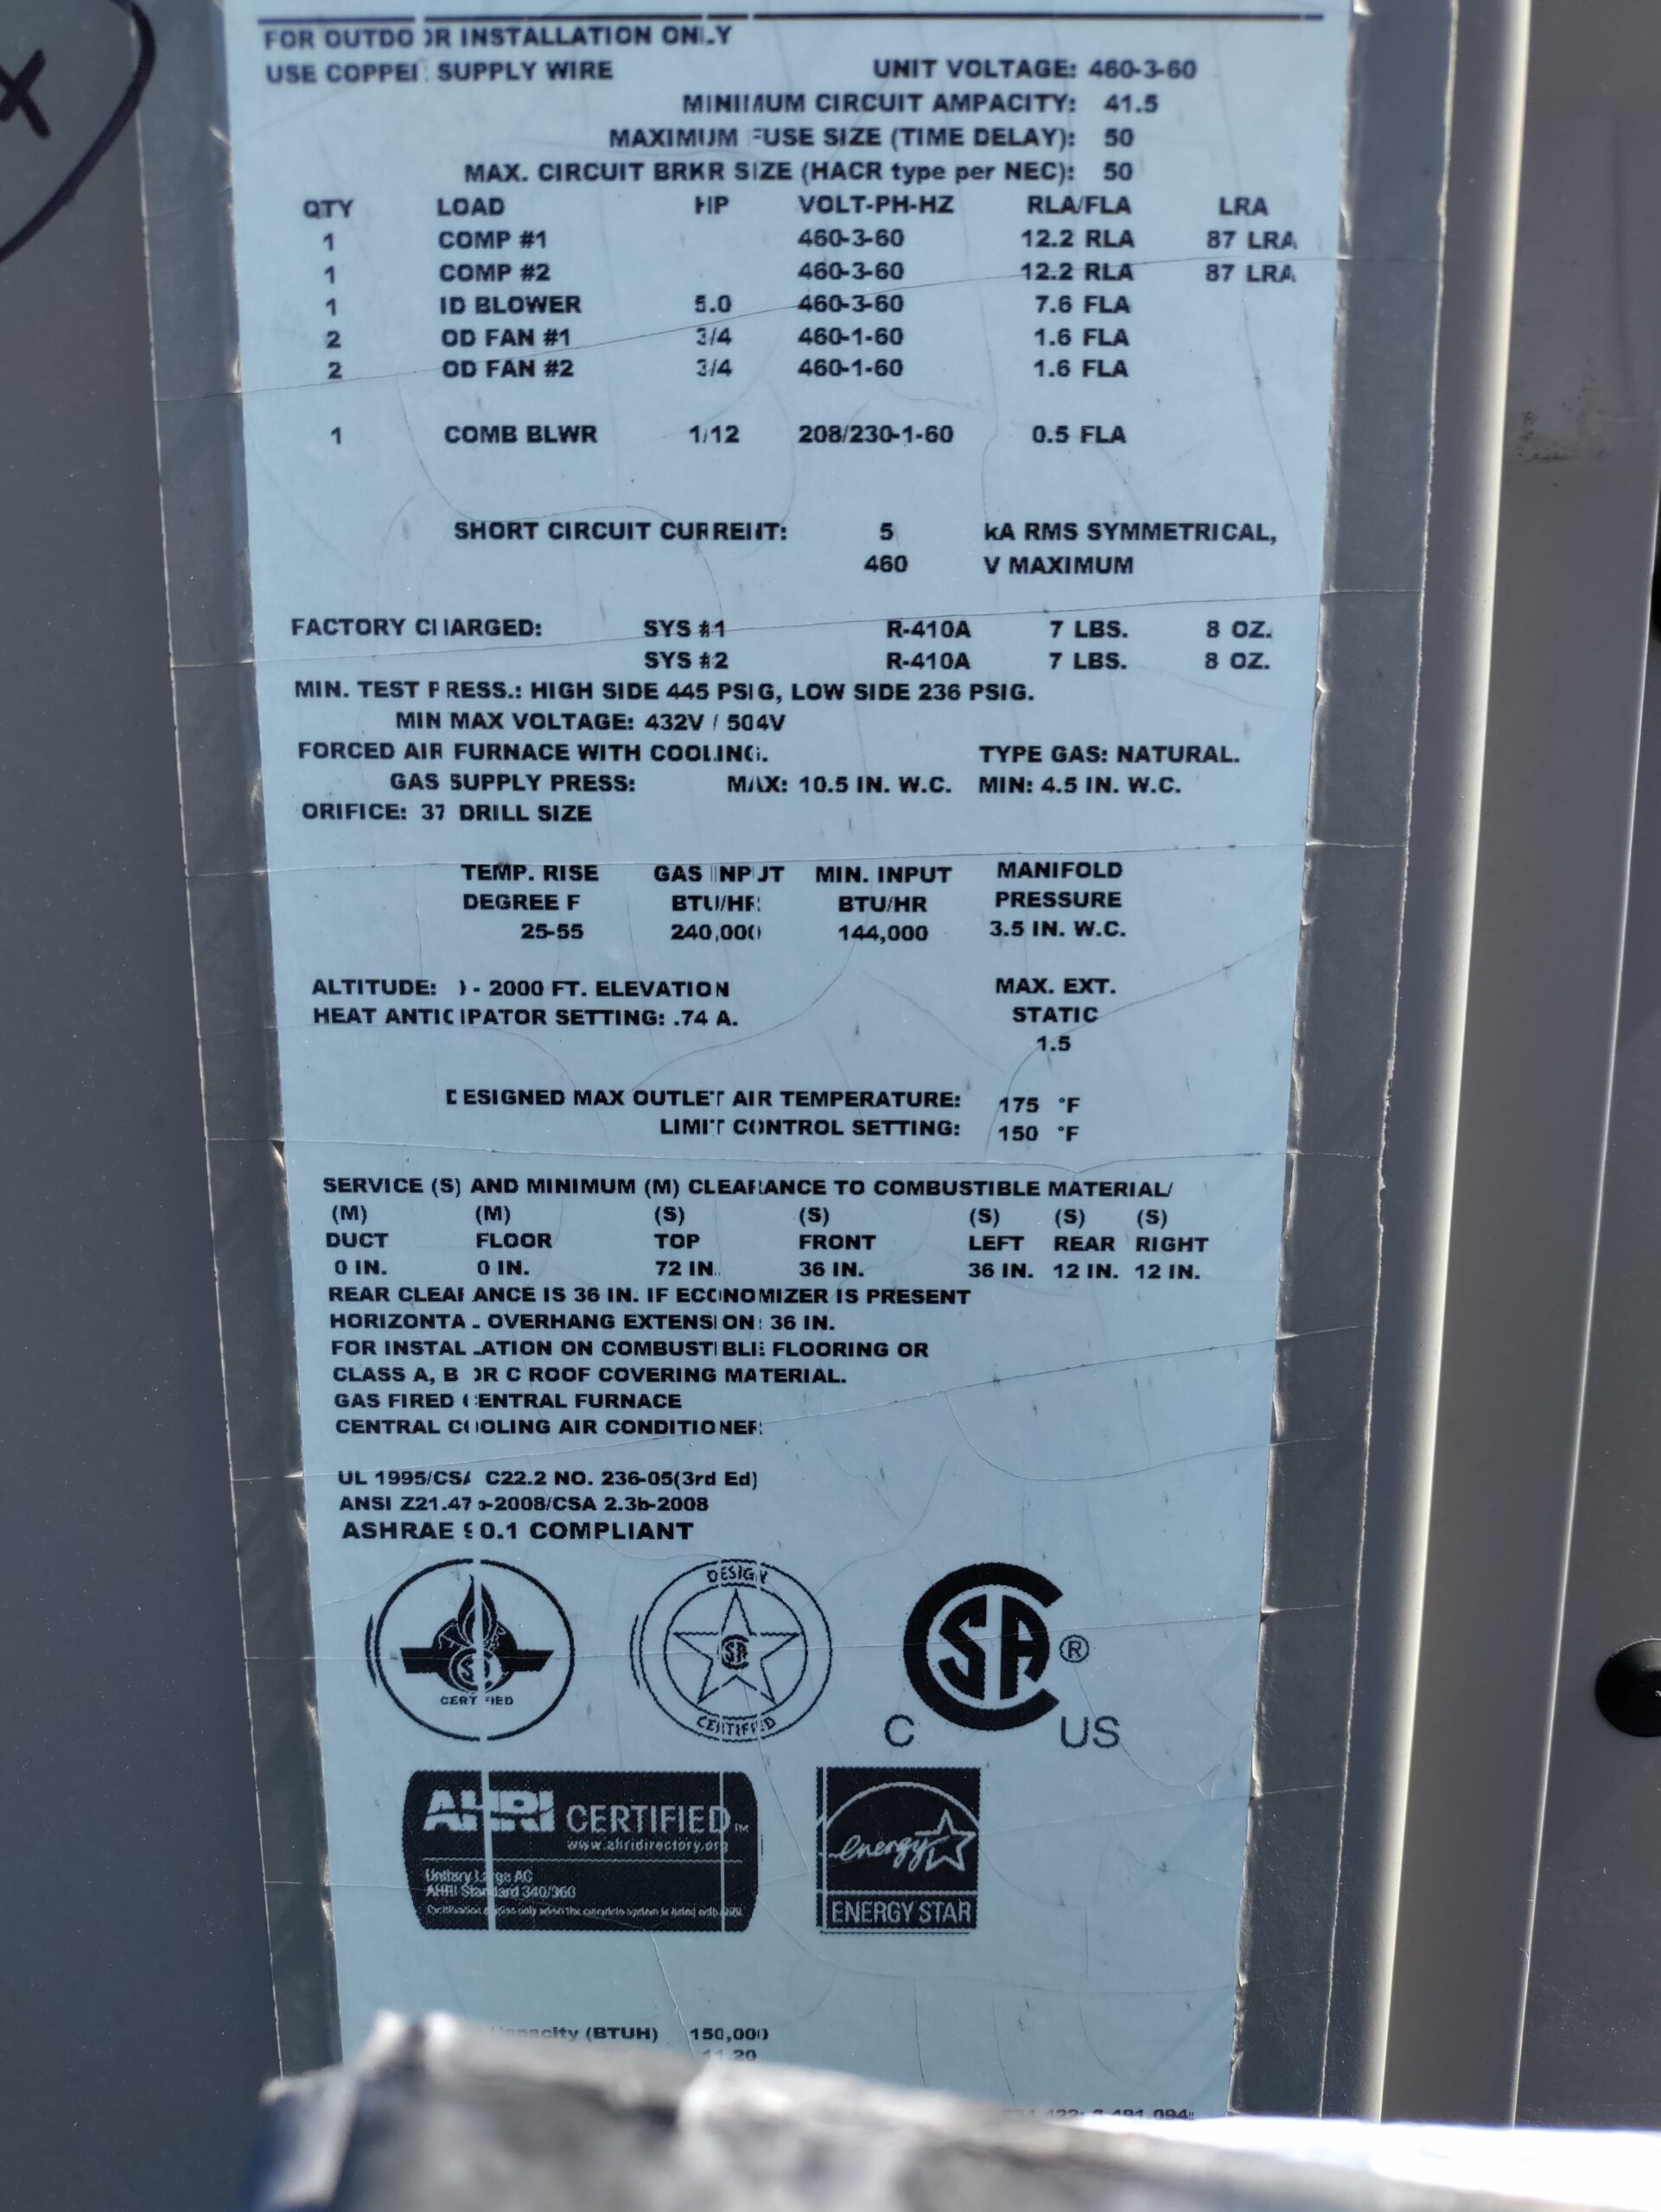 X
FOR OUTDOOR INSTALLATION ONLY
USE COPPER SUPPLY WIRE UNIT VOLTAGE: 460-3-60
MINIMUM CIRCUIT AMPACITY: 41.5
MAXIMUM FUSE SIZE (TIME DELAY): 50
MAX. CIRCUIT BRKR SIZE (HACR type per NEC): 50
QTY LOAD HP VOLT-PH-HZ RLA/FLA LRA
1 COMP #1 460-3-60 12.2 RLA 87 LRA
1 COMP #2 460-3-60 12.2 RLA 87 LRA
1 ID BLOWER 5.0 460-3-60 7.6 FLA
2 OD FAN #1 3/4 460-1-60 1.6 FLA
2 OD FAN #2 3/4 460-1-60 1.6 FLA
1 COMB BLWR 1/12 208/230-1-60 0.5 FLA
SHORT CIRCUIT CURRENT: 5 kA RMS SYMMETRICAL,
460 V MAXIMUM
FACTORY CHARGED: SYS #1 R-410A 7 LBS. 8 OZ.
SYS #2 R-410A 7 LBS. 8 OZ.
MIN. TEST PRESS.: HIGH SIDE 445 PSIG, LOW SIDE 236 PSIG.
MIN MAX VOLTAGE: 432V / 504V
FORCED AIR FURNACE WITH COOLING. TYPE GAS: NATURAL.
GAS SUPPLY PRESS: MAX: 10.5 IN. W.C. MIN: 4.5 IN. W.C.
ORIFICE: 37 DRILL SIZE
TEMP. RISE GAS INPUT MIN. INPUT MANIFOLD
DEGREE F BTU/HR BTU/HR PRESSURE
25-55 240,000 144,000 3.5 IN. W.C.
ALTITUDE: 0 - 2000 FT. ELEVATION MAX. EXT.
HEAT ANTICIPATOR SETTING: .74 A. STATIC
1.5
DESIGNED MAX OUTLET AIR TEMPERATURE: 175 °F
LIMIT CONTROL SETTING: 150 °F
SERVICE (S) AND MINIMUM (M) CLEARANCE TO COMBUSTIBLE MATERIAL/
(M) (M) (S) (S) (S) (S) (S)
DUCT FLOOR TOP FRONT LEFT REAR RIGHT
0 IN. 0 IN. 72 IN. 36 IN. 36 IN. 12 IN. 12 IN.
REAR CLEARANCE IS 36 IN. IF ECONOMIZER IS PRESENT
HORIZONTAL OVERHANG EXTENSION: 36 IN.
FOR INSTALLATION ON COMBUSTIBLE FLOORING OR
CLASS A, B OR C ROOF COVERING MATERIAL.
GAS FIRED CENTRAL FURNACE
CENTRAL COOLING AIR CONDITIONER
UL 1995/CSA C22.2 NO. 236-05(3rd Ed)
ANSI Z21.47b-2008/CSA 2.3b-2008
ASHRAE 90.1 COMPLIANT
CERTIFIED
DESIGN
SA
CERTIFIED
CSA ®
C US
AHRI CERTIFIED™
www.ahridirectory.org
Unitary Large AC
AHRI Standard 340/360
energy
ENERGY STAR
Capacity (BTUH) 150,000
11.20